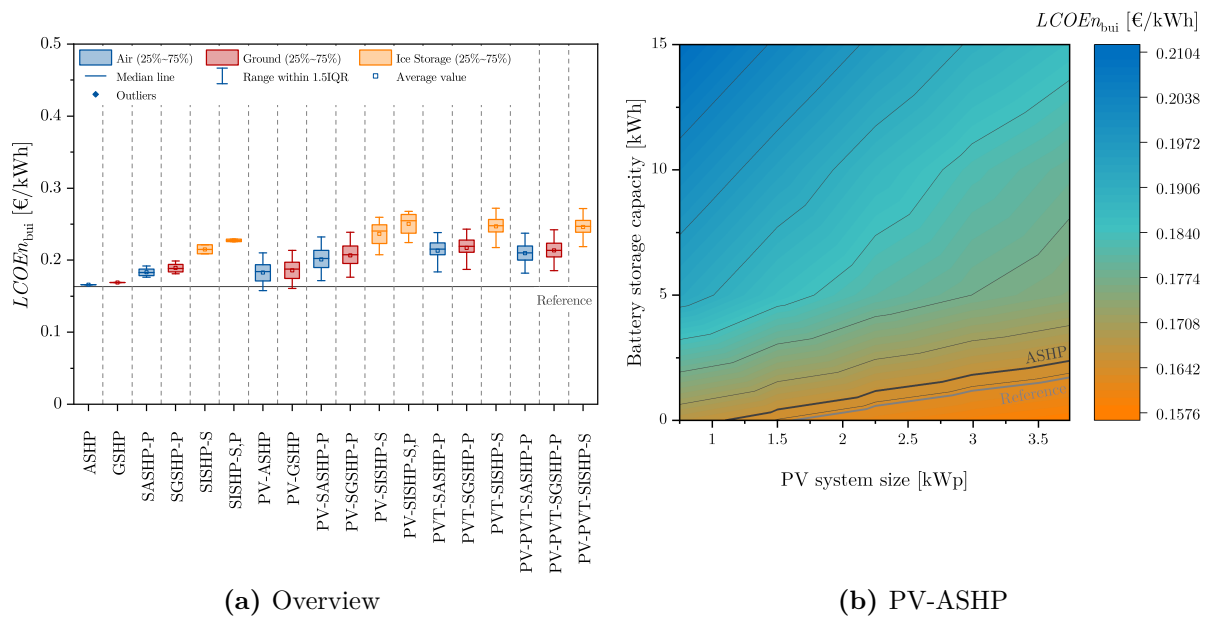 LCOEn_bui [€/kWh]
0.5
0.4
0.3
0.2
0.1
0
Air (25%~75%) Ground (25%~75%) Ice Storage (25%~75%)
Median line Range within 1.5IQR Average value
Outliers
Reference
ASHP
GSHP
SASHP-P
SGSHP-P
SISHP-S
SISHP-S,P
PV-ASHP
PV-GSHP
PV-SASHP-P
PV-SGSHP-P
PV-SISHP-S
PV-SISHP-S,P
PVT-SASHP-P
PVT-SGSHP-P
PVT-SISHP-S
PV-PVT-SASHP-P
PV-PVT-SGSHP-P
PV-PVT-SISHP-S
(a) Overview
LCOEn_bui [€/kWh]
Battery storage capacity [kWh]
15
10
5
0
ASHP
Reference
1 1.5 2 2.5 3 3.5
PV system size [kWp]
0.2104
0.2038
0.1972
0.1906
0.1840
0.1774
0.1708
0.1642
0.1576
(b) PV-ASHP